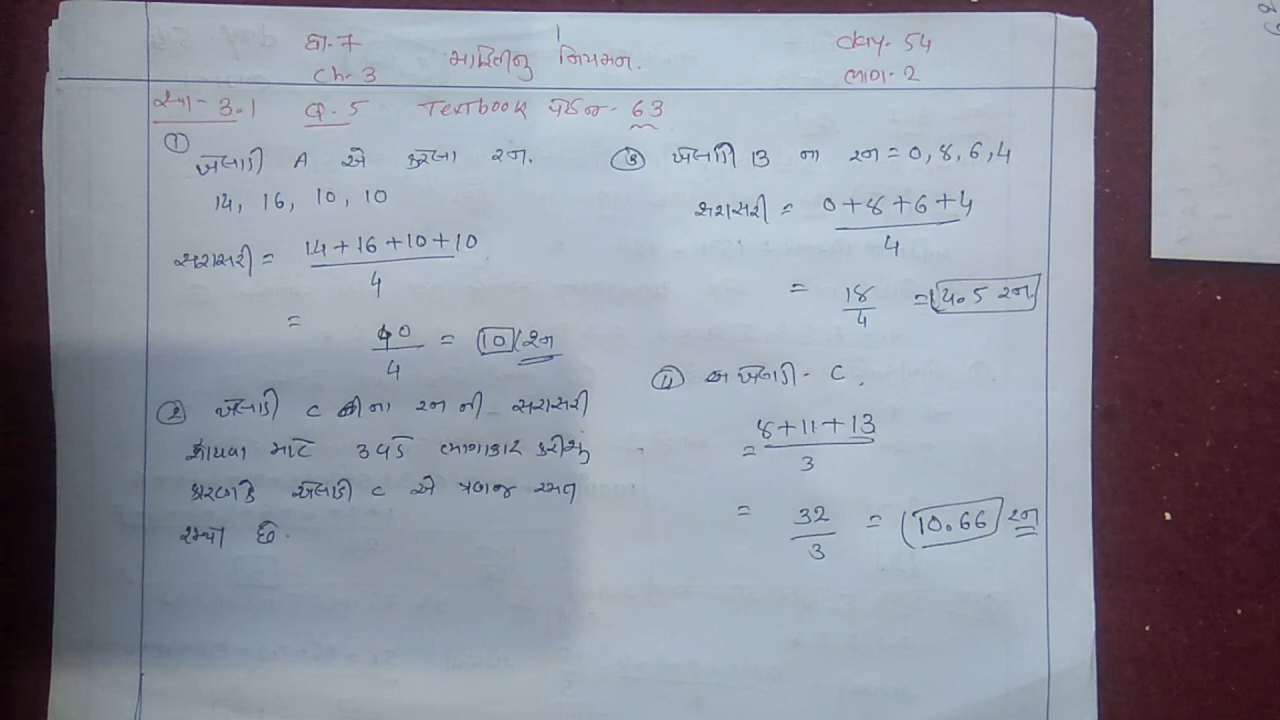 ધો. 7
Ch. 3
માહિતીનુ નિયમન.
day. 54
ભાગ. 2
સ્વા - 3.1 Q. 5 Textbook પેઈજ - 63
① ખેલાડી A એ કરેલા રન.
14, 16, 10, 10
સરાસરી = 14+16+10+10
4
= 40
4
= 10 રન
② ખેલાડી C ના રન ની સરાસરી
શોધવા માટે 3 વડે ભાગાકાર કરીશું
કારણકે ખેલાડી C એ ત્રણજ રમત
રમ્યો છે.
③ ખેલાડી B ના રન = 0, 8, 6, 4
સરાસરી = 0+8+6+4
4
= 18
4
= 4.5 રન.
④ ખેલાડી - C.
= 8+11+13
3
= 32
3
= 10.66 રન